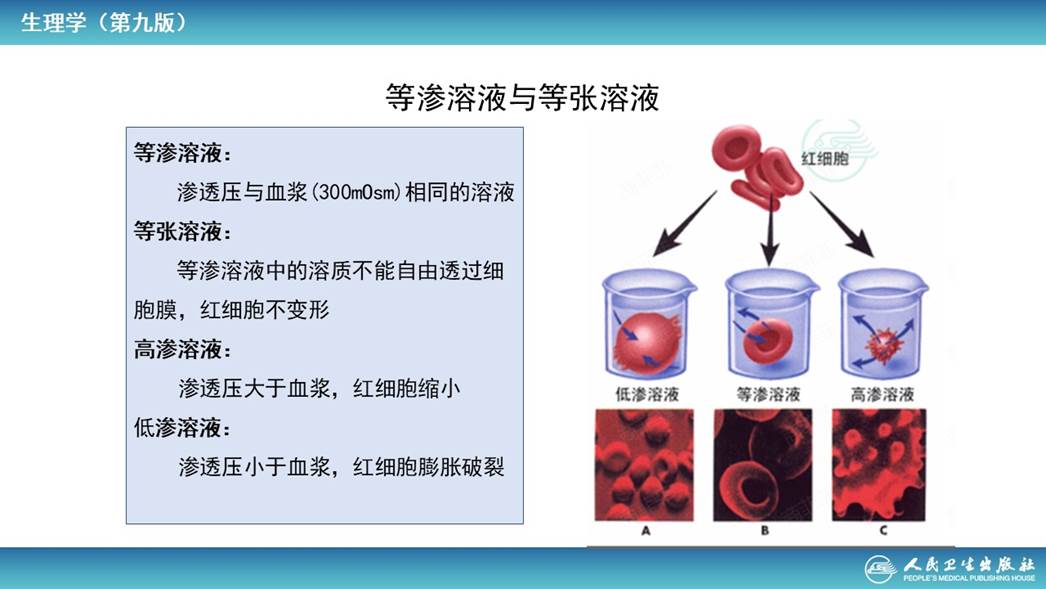 生理学（第九版）
等渗溶液与等张溶液
等渗溶液：
渗透压与血浆(300mOsm)相同的溶液
等张溶液：
等渗溶液中的溶质不能自由透过细
胞膜，红细胞不变形
高渗溶液：
渗透压大于血浆，红细胞缩小
低渗溶液：
渗透压小于血浆，红细胞膨胀破裂
红细胞
低渗溶液
等渗溶液
高渗溶液
A
B
C
人民卫生出版社
PEOPLE'S MEDICAL PUBLISHING HOUSE